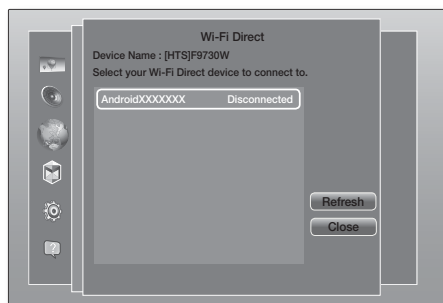 Wi-Fi Direct
Device Name : [HTS]F9730W
Select your Wi-Fi Direct device to connect to.
AndroidXXXXXXX Disconnected
Refresh
Close
?